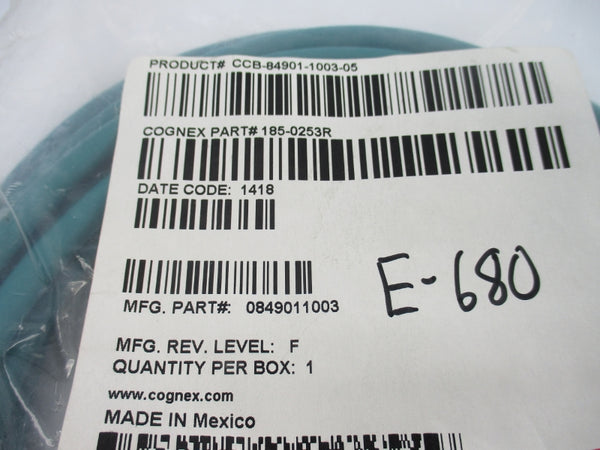 PRODUCT# CCB-84901-1003-05
COGNEX PART# 185-0253R
DATE CODE: 1418
E-680
MFG. PART#: 0849011003
MFG. REV. LEVEL: F
QUANTITY PER BOX: 1
www.cognex.com
MADE IN Mexico